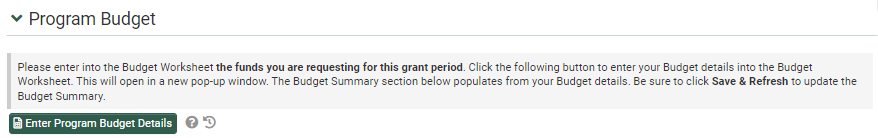 Program Budget
Please enter into the Budget Worksheet the funds you are requesting for this grant period. Click the following button to enter your Budget details into the Budget
Worksheet. This will open in a new pop-up window. The Budget Summary section below populates from your Budget details. Be sure to click Save & Refresh to update the
Budget Summary.
Enter Program Budget Details